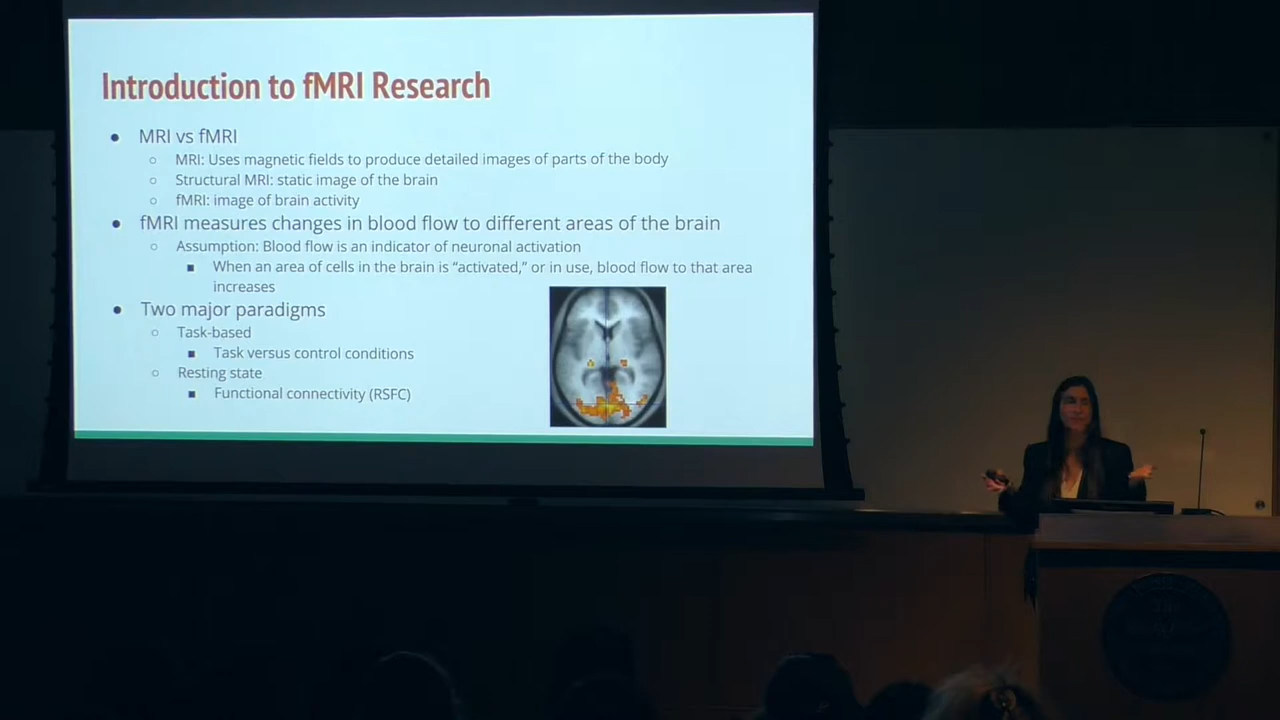 Introduction to fMRI Research
● MRI vs fMRI
○ MRI: Uses magnetic fields to produce detailed images of parts of the body
○ Structural MRI: static image of the brain
○ fMRI: image of brain activity
● fMRI measures changes in blood flow to different areas of the brain
○ Assumption: Blood flow is an indicator of neuronal activation
■ When an area of cells in the brain is “activated,” or in use, blood flow to that area
increases
● Two major paradigms
○ Task-based
■ Task versus control conditions
○ Resting state
■ Functional connectivity (RSFC)